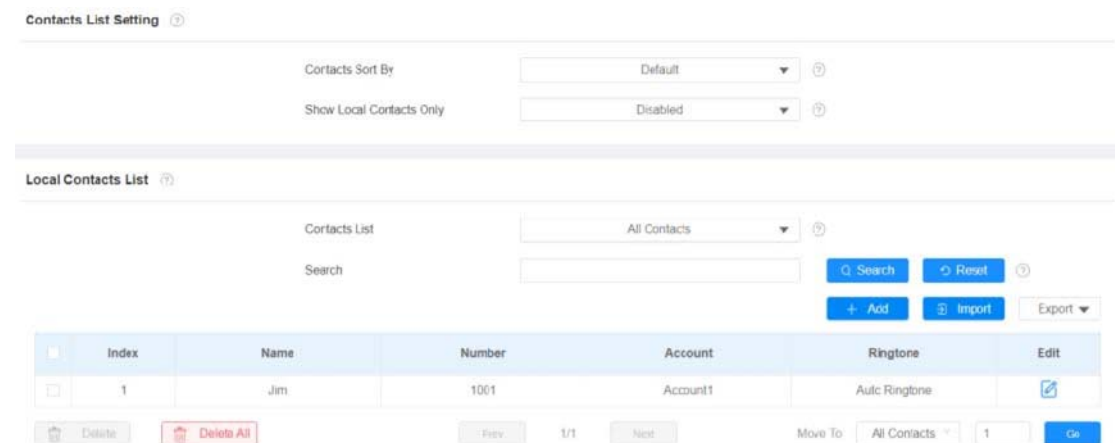 Contacts List Setting ?
Contacts Sort By Default ?
Show Local Contacts Only Disabled ?
Local Contacts List ?
Contacts List All Contacts ?
Search Search Reset ?
+ Add Import Export
Index Name Number Account Ringtone Edit
1 Jim 1001 Account1 Autc Ringtone
Delete Delete All Prev 1/1 Next Move To All Contacts 1 Go